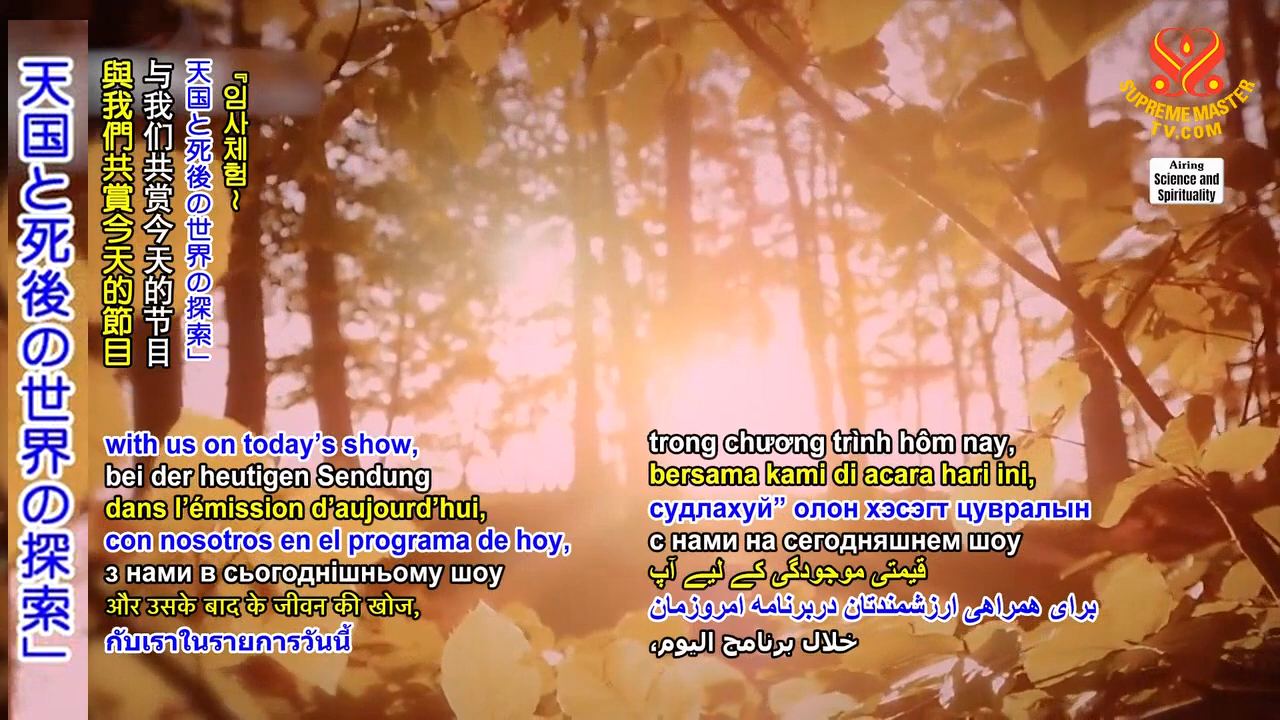 天国と死後の世界の探索」
與我們共賞今天的節目
与我们共赏今天的节目
天国と死後の世界の探索」
『임사체험~
SUPREME MASTER
TV.COM
Airing
Science and
Spirituality
with us on today’s show,
bei der heutigen Sendung
dans l’émission d’aujourd’hui,
con nosotros en el programa de hoy,
з нами в сьогоднішньому шоу
और उसके बाद के जीवन की खोज,
กับเราในรายการวันนี้
trong chương trình hôm nay,
bersama kami di acara hari ini,
судлахуй” олон хэсэгт цувралын
с нами на сегодняшнем шоу
قیمتی موجودگی کے لیے آپ
برای همراهی ارزشمندتان دربرنامه امروزمان
خلال برنامج اليوم،